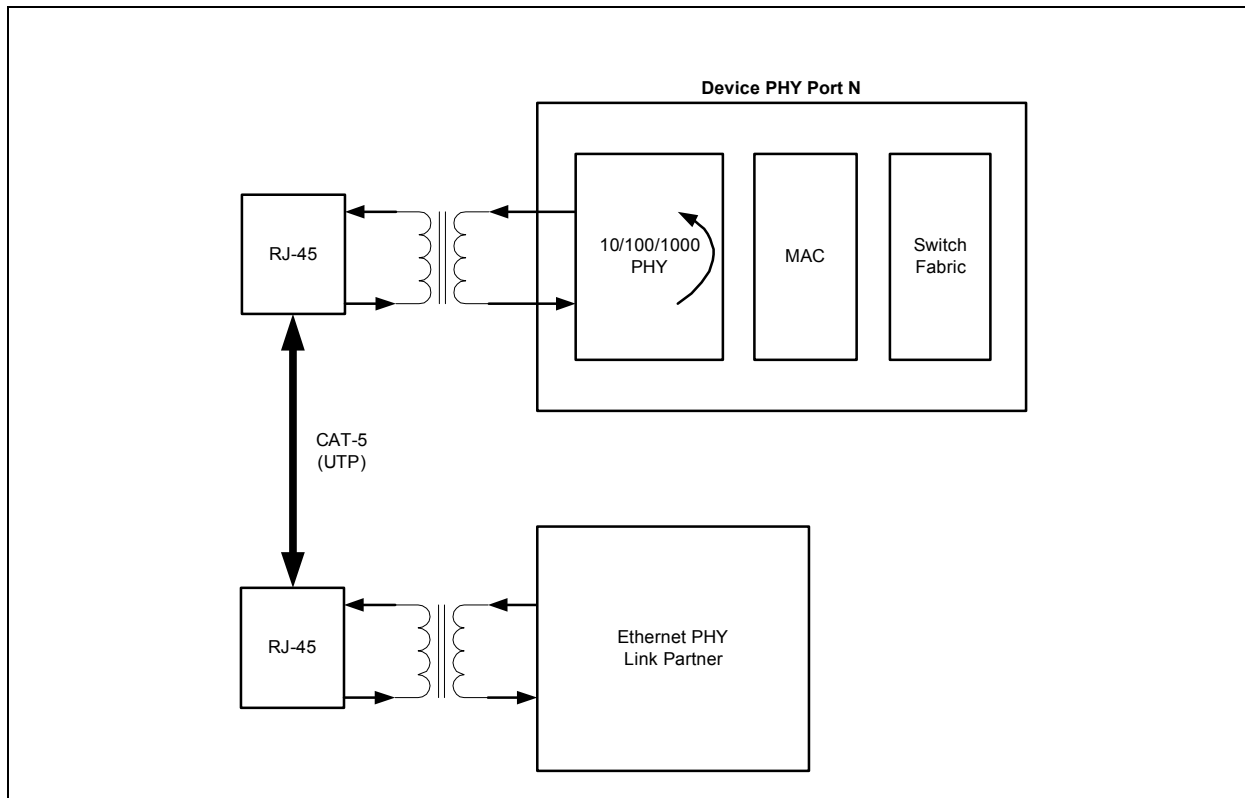 Device PHY Port N
RJ-45
10/100/1000
PHY
MAC
Switch
Fabric
CAT-5
(UTP)
RJ-45
Ethernet PHY
Link Partner